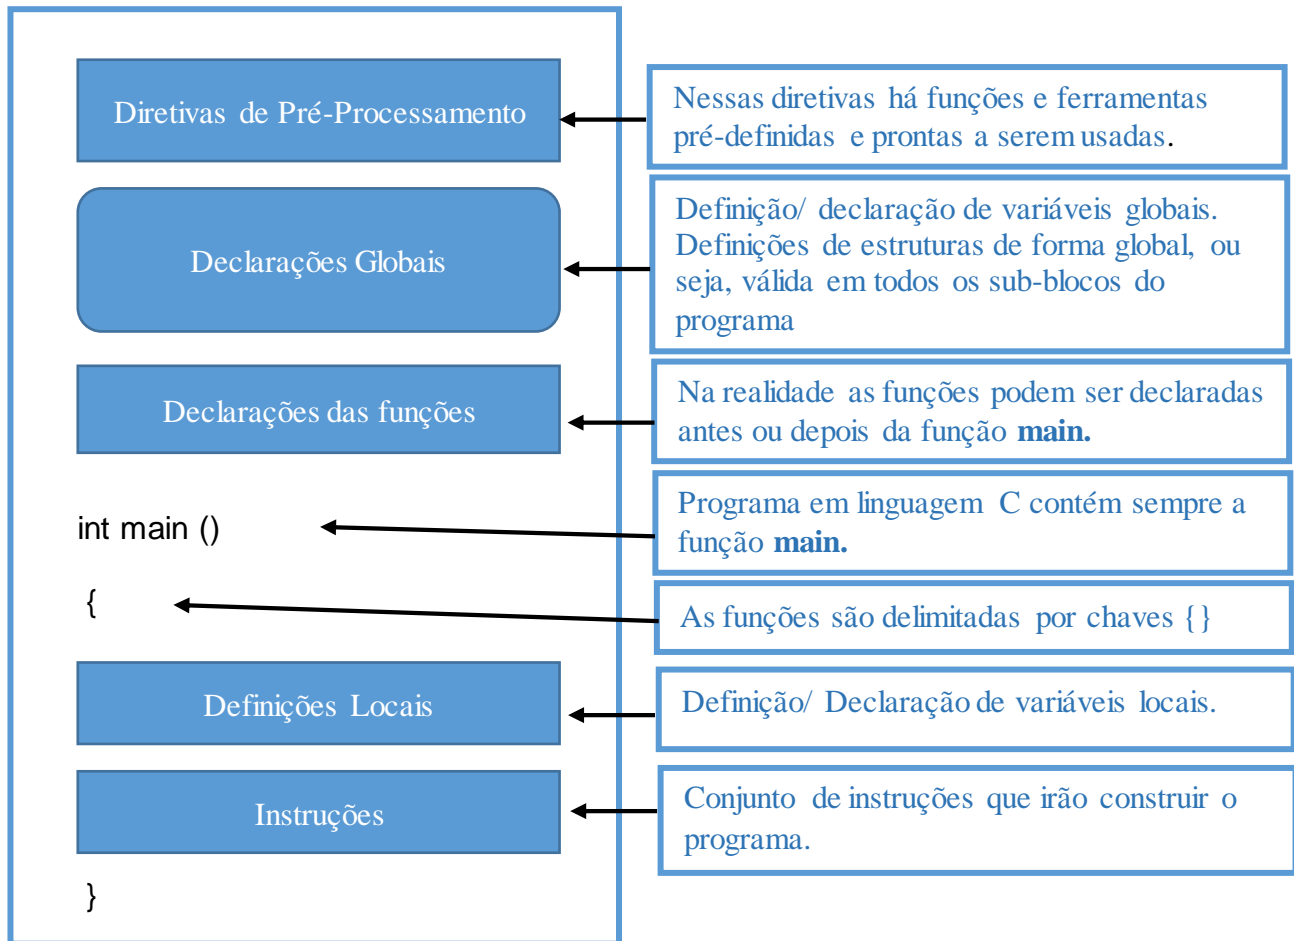 Diretivas de Pré-Processamento
Nessas diretivas há funções e ferramentas
pré-definidas e prontas a serem usadas.
Declarações Globais
Definição/ declaração de variáveis globais.
Definições de estruturas de forma global, ou
seja, válida em todos os sub-blocos do
programa
Declarações das funções
Na realidade as funções podem ser declaradas
antes ou depois da função main.
int main ()
Programa em linguagem C contém sempre a
função main.
{
As funções são delimitadas por chaves {}
Definições Locais
Definição/ Declaração de variáveis locais.
Instruções
Conjunto de instruções que irão construir o
programa.
}